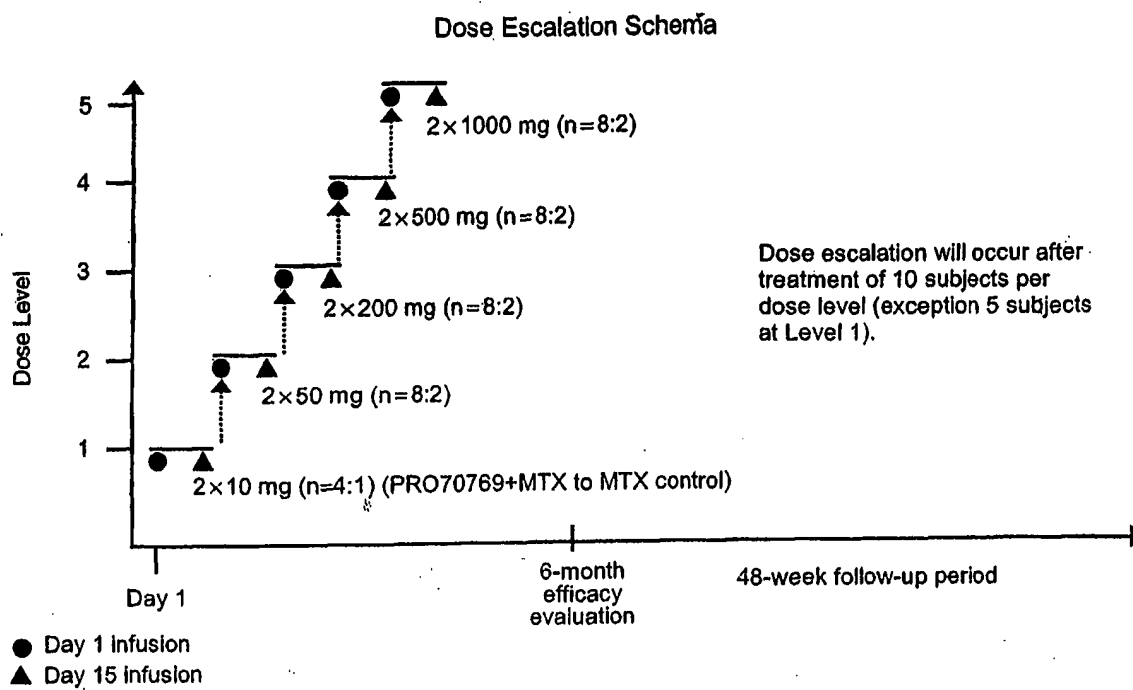 Dose Escalation Schema
5
2×1000 mg (n=8:2)
4
2×500 mg (n=8:2)
Dose escalation will occur after
treatment of 10 subjects per
dose level (exception 5 subjects
at Level 1).
3
2×200 mg (n=8:2)
Dose Level
2
2×50 mg (n=8:2)
1
2×10 mg (n=4:1) (PRO70769+MTX to MTX control)
Day 1
6-month
efficacy
evaluation
48-week follow-up period
Day 1 infusion
Day 15 infusion